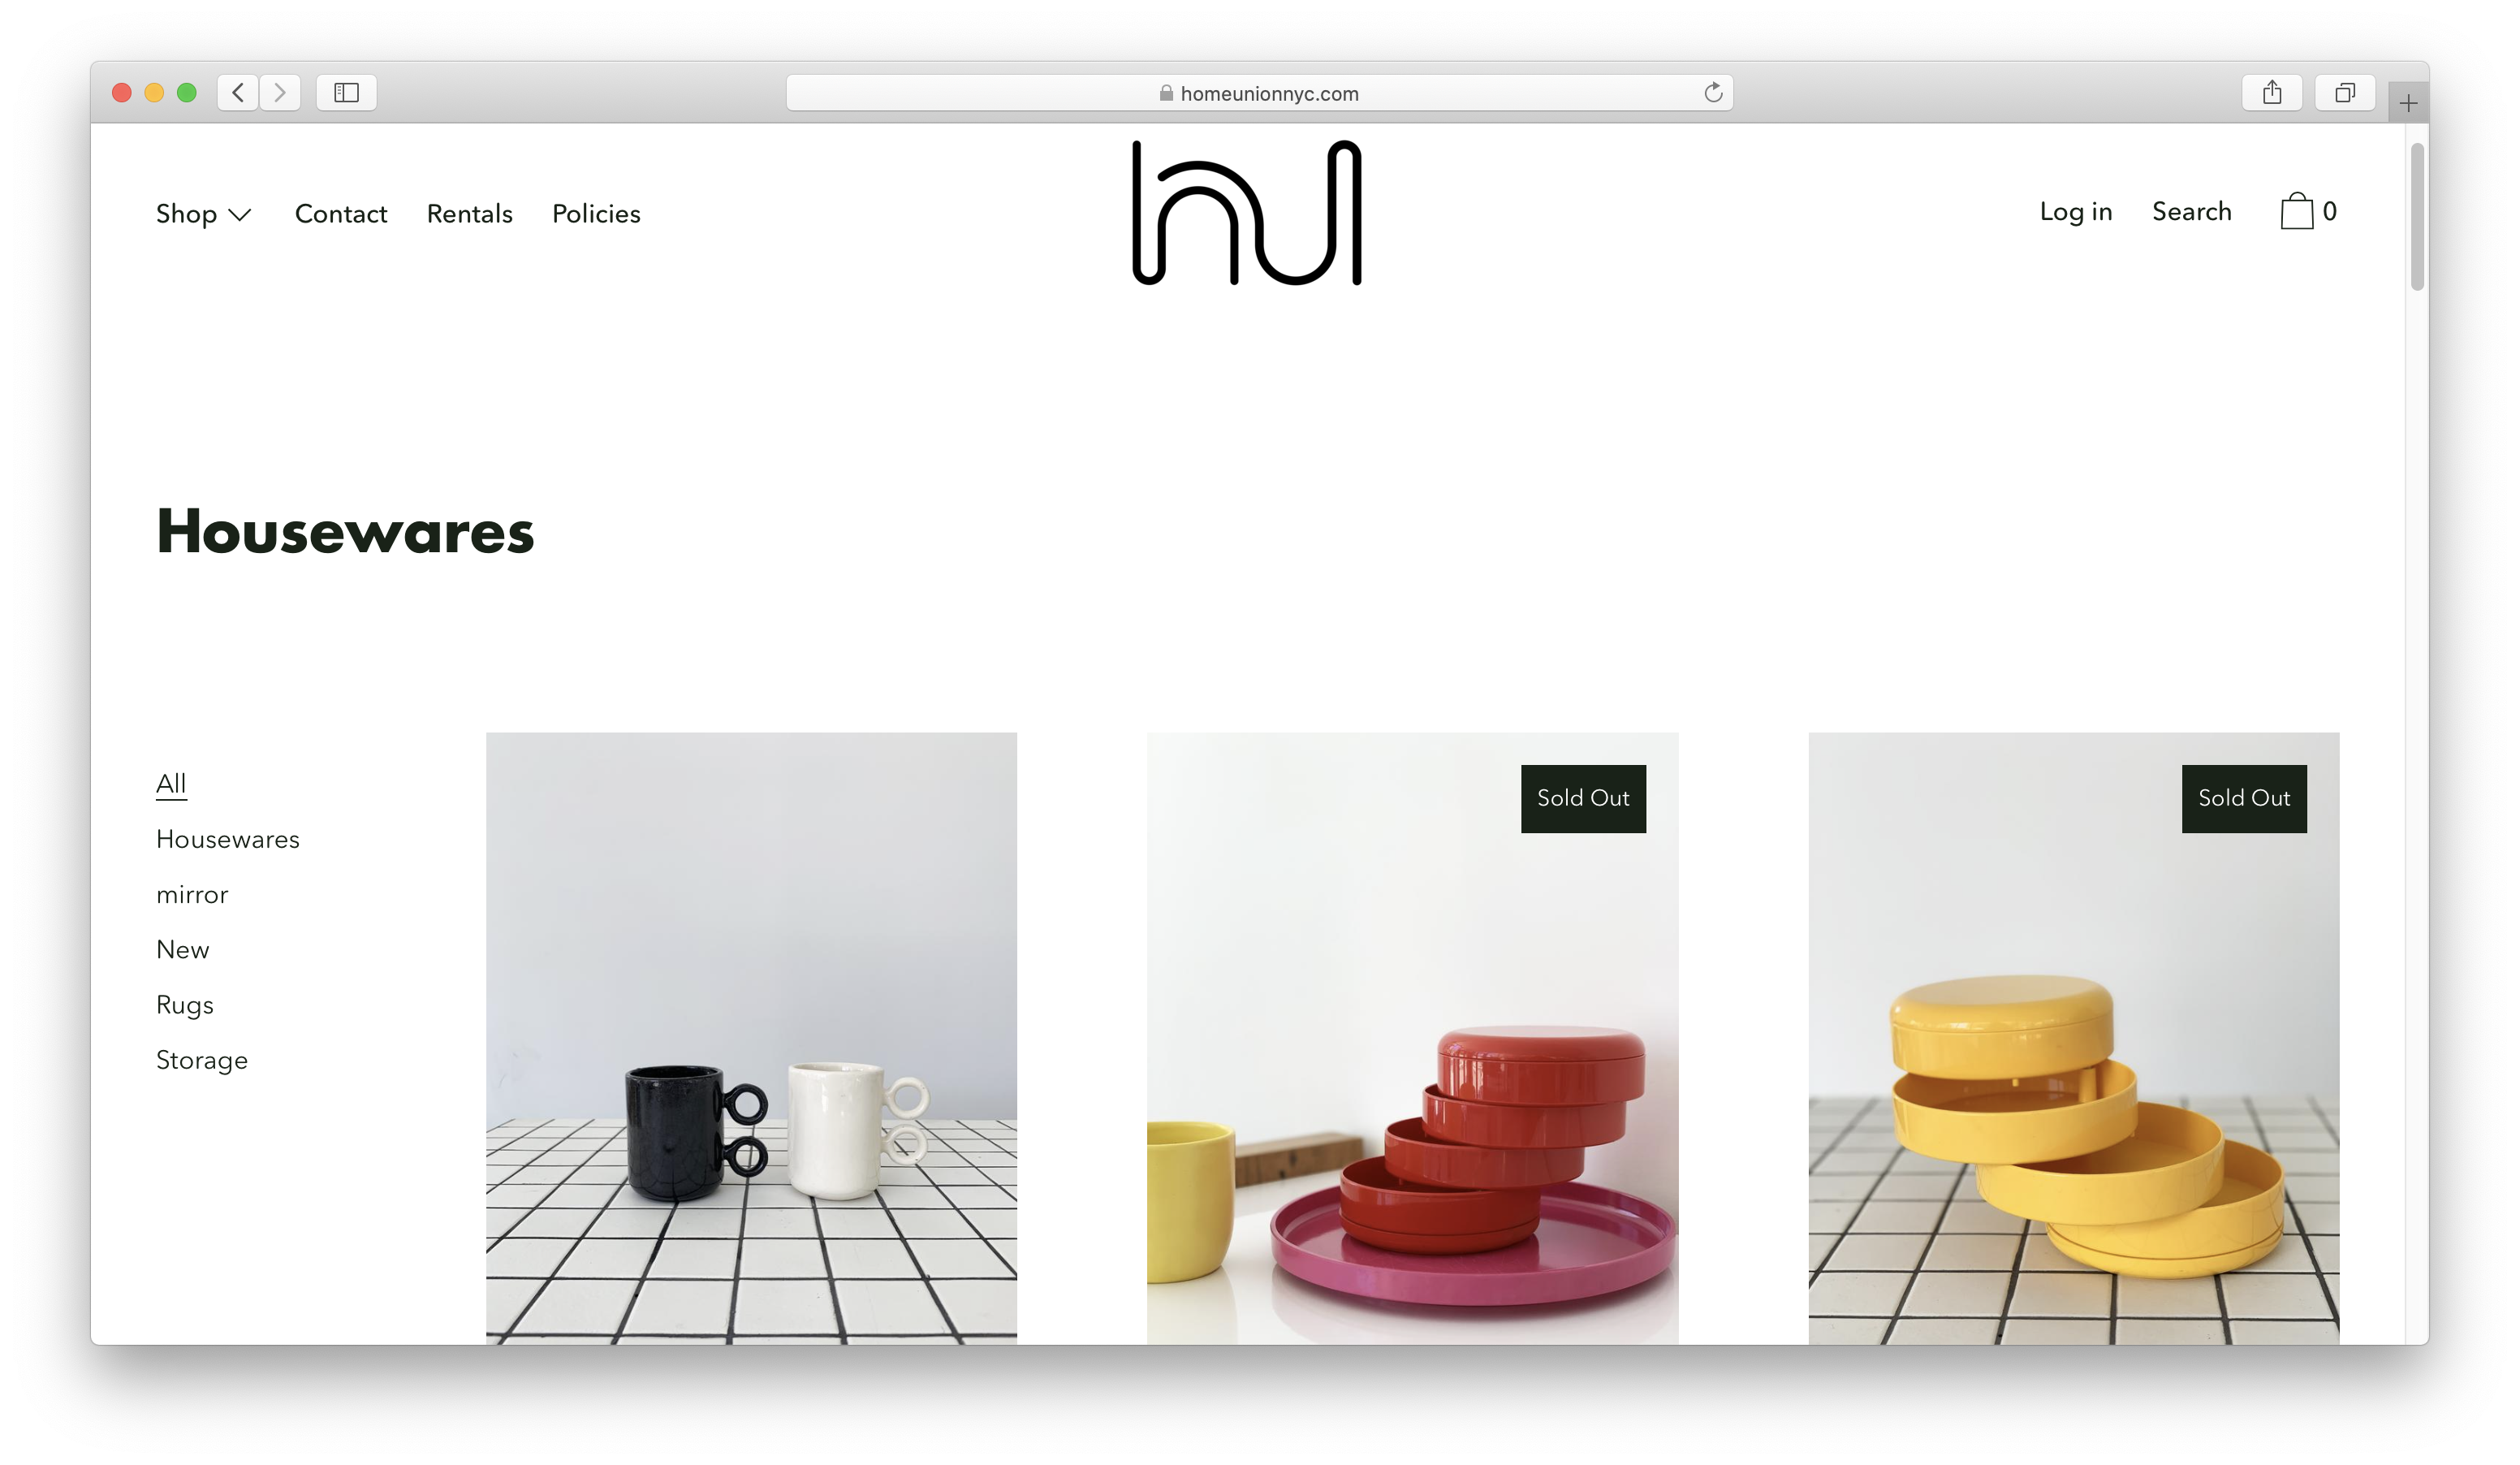 homeunionnyc.com
Shop Contact Rentals Policies
hu
Log in Search 0
Housewares
All
Housewares
mirror
New
Rugs
Storage
Sold Out
Sold Out